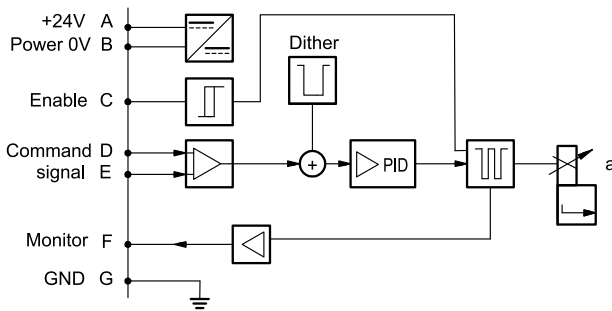 +24V A
Power 0V B
Dither
Enable C
Command D
signal E
PID
a
Monitor F
GND G